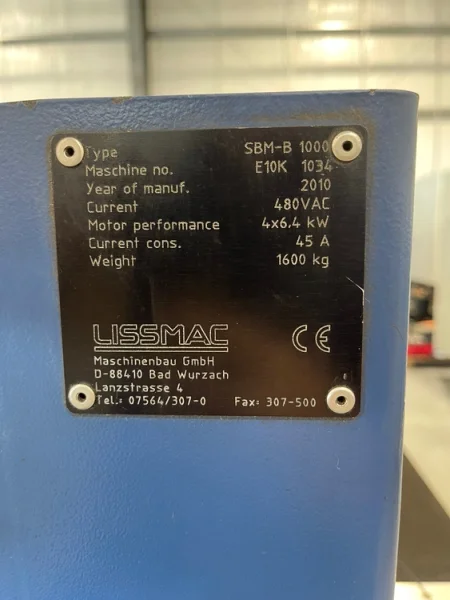 Type SBM-B 1000
Maschine no. E10K 1034
Year of manuf. 2010
Current 480VAC
Motor performance 4x6.4 kW
Current cons. 45 A
Weight 1600 kg
LISSMAC CE
Maschinenbau GmbH
D-88410 Bad Wurzach
Lanzstrasse 4
Tel.: 07564/307-0 Fax: 307-500